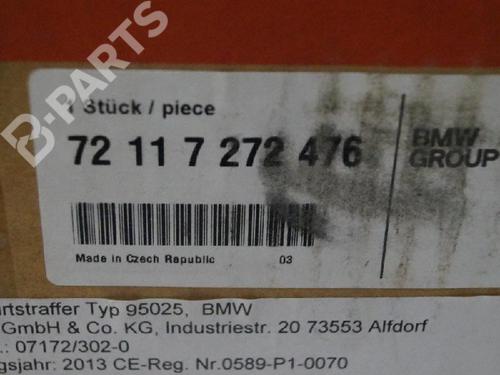 B-PARTS
1 Stück / piece
72 11 7 272 476
BMW
GROUP
Made in Czech Republic 03
urtstraffer Typ 95025, BMW
GmbH & Co. KG, Industriestr. 20 73553 Alfdorf
.: 07172/302-0
gsjahr: 2013 CE-Reg. Nr.0589-P1-0070